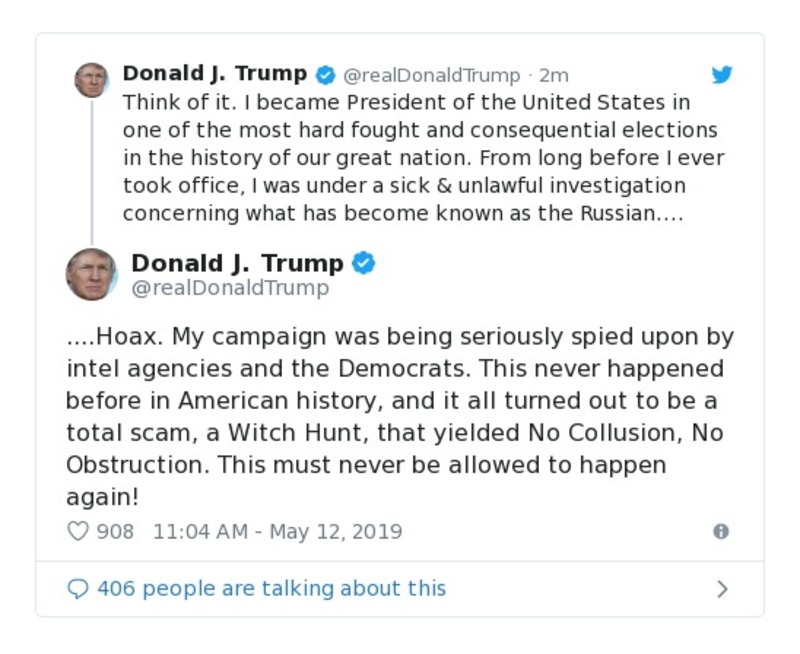 Donald J. Trump @realDonaldTrump · 2m
Think of it. I became President of the United States in
one of the most hard fought and consequential elections
in the history of our great nation. From long before I ever
took office, I was under a sick & unlawful investigation
concerning what has become known as the Russian....
Donald J. Trump
@realDonaldTrump
....Hoax. My campaign was being seriously spied upon by
intel agencies and the Democrats. This never happened
before in American history, and it all turned out to be a
total scam, a Witch Hunt, that yielded No Collusion, No
Obstruction. This must never be allowed to happen
again!
908 11:04 AM - May 12, 2019
406 people are talking about this